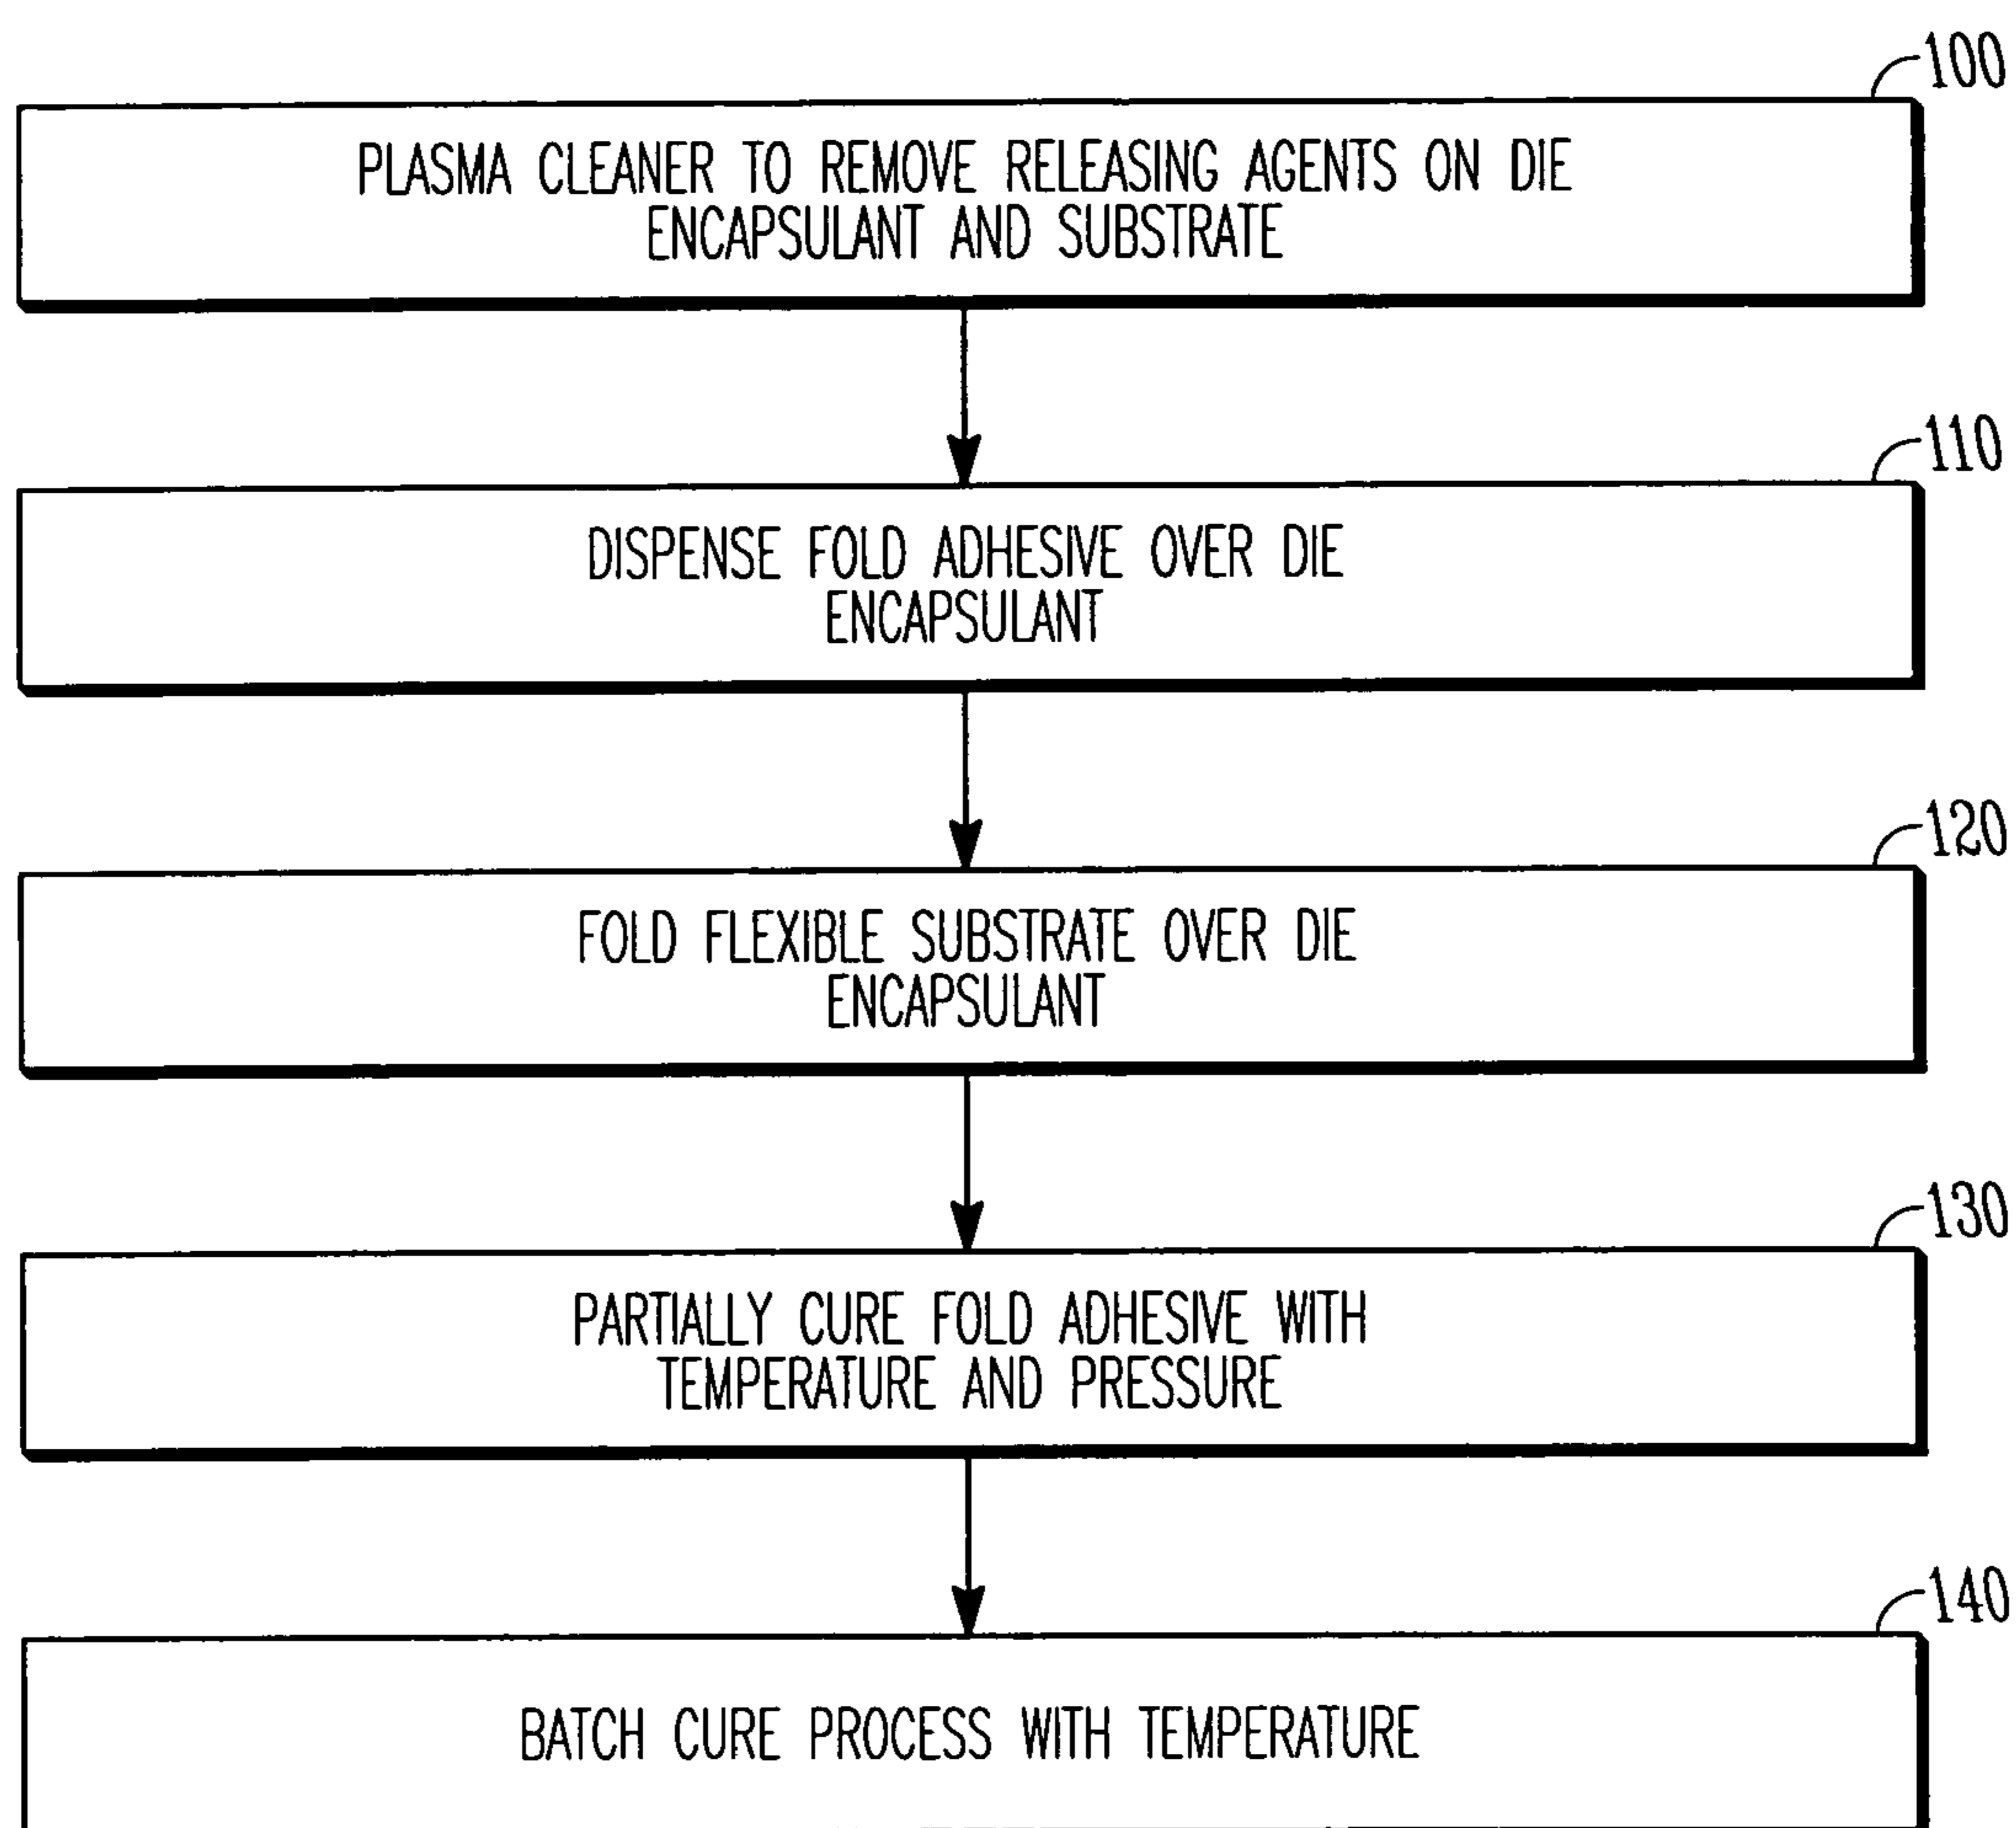 100
PLASMA CLEANER TO REMOVE RELEASING AGENTS ON DIE
ENCAPSULANT AND SUBSTRATE
110
DISPENSE FOLD ADHESIVE OVER DIE
ENCAPSULANT
120
FOLD FLEXIBLE SUBSTRATE OVER DIE
ENCAPSULANT
130
PARTIALLY CURE FOLD ADHESIVE WITH
TEMPERATURE AND PRESSURE
140
BATCH CURE PROCESS WITH TEMPERATURE